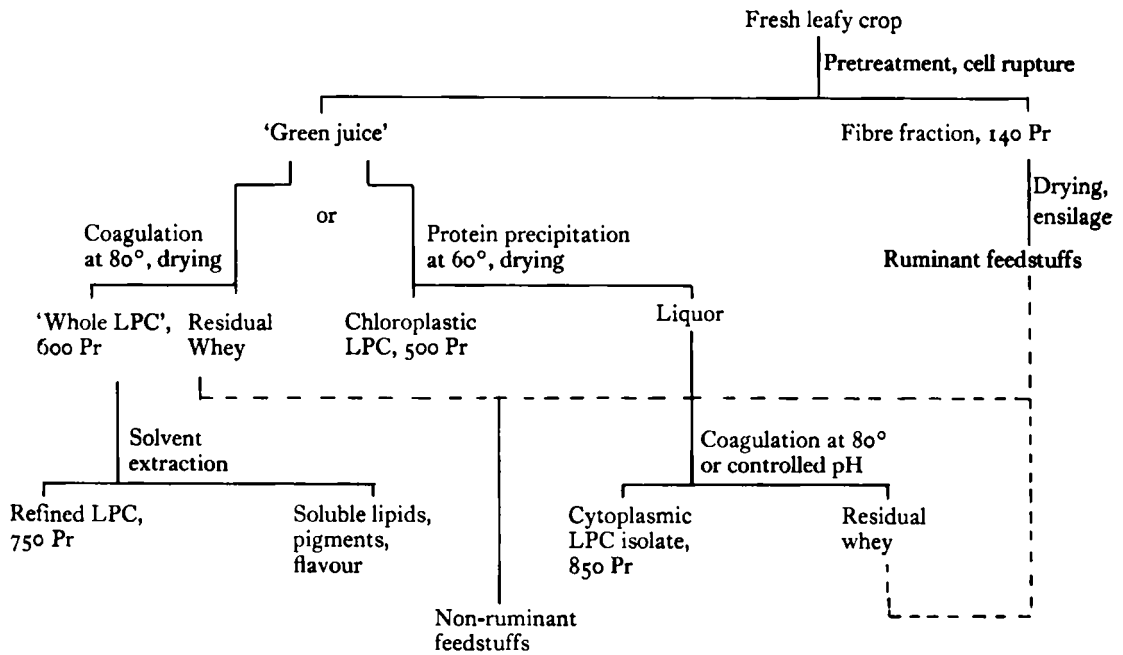 Fresh leafy crop
Pretreatment, cell rupture
‘Green juice’
Fibre fraction, 140 Pr
Drying,
ensilage
or
Coagulation
at 80°, drying
Protein precipitation
at 60°, drying
Ruminant feedstuffs
‘Whole LPC’,
600 Pr
Residual
Whey
Chloroplastic
LPC, 500 Pr
Liquor
Solvent
extraction
Coagulation at 80°
or controlled pH
Refined LPC,
750 Pr
Soluble lipids,
pigments,
flavour
Cytoplasmic
LPC isolate,
850 Pr
Residual
whey
Non-ruminant
feedstuffs